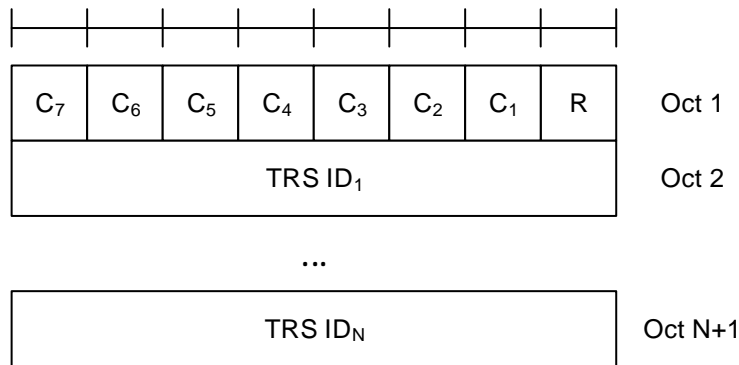 C₇ C₆ C₅ C₄ C₃ C₂ C₁ R Oct 1
TRS ID₁ Oct 2
...
TRS IDN Oct N+1